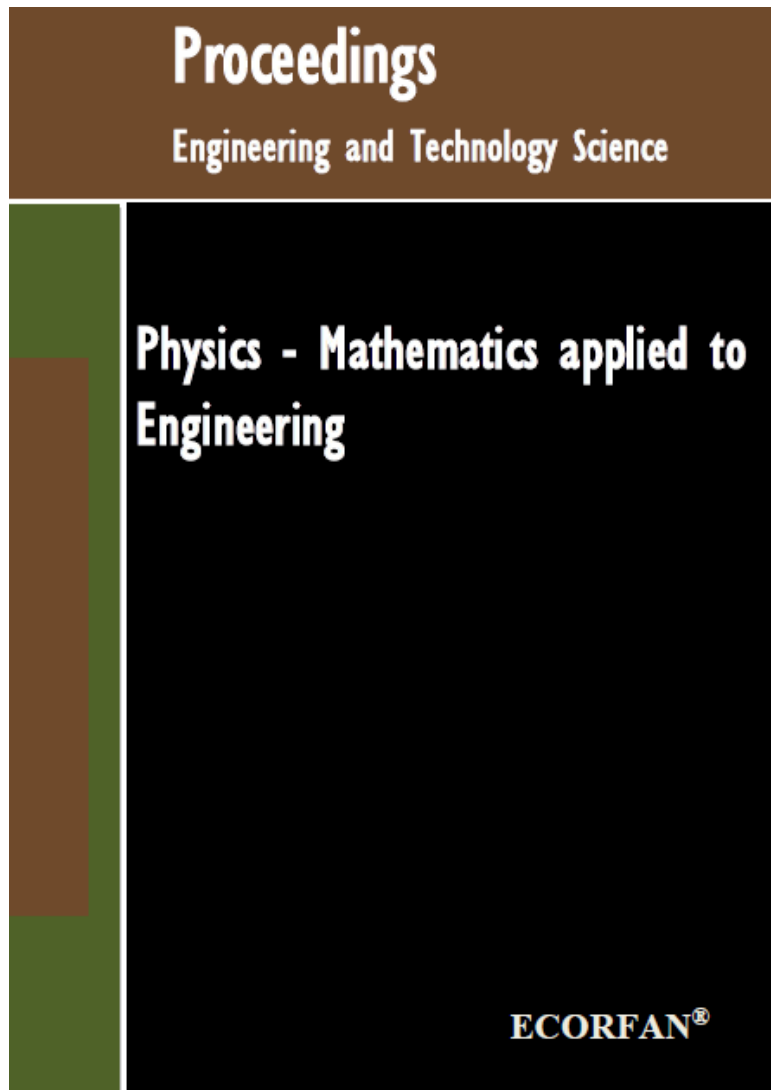 Proceedings
Engineering and Technology Science
Physics - Mathematics applied to
Engineering
ECORFAN®